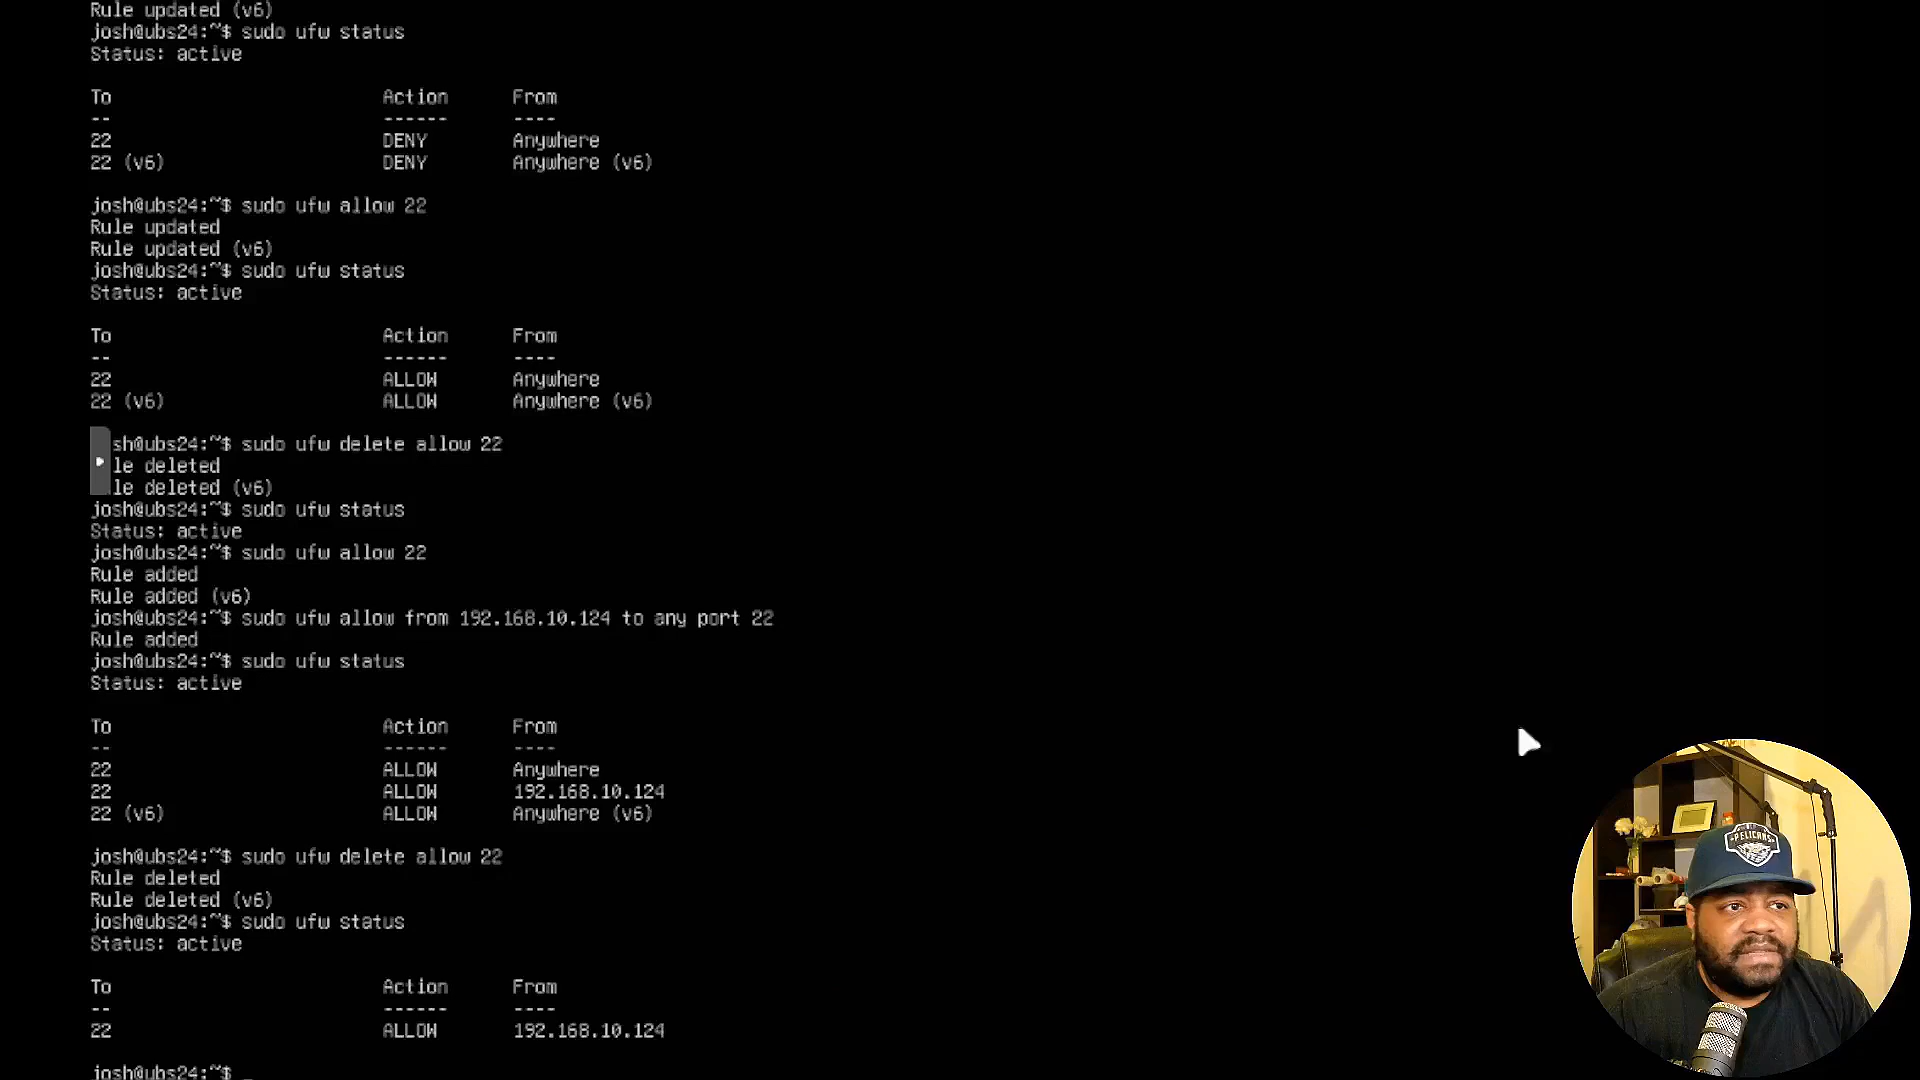 Rule updated (v6)
josh@ubs24:~$ sudo ufw status
Status: active
To Action From
-- ------ ----
22 DENY Anywhere
22 (v6) DENY Anywhere (v6)
josh@ubs24:~$ sudo ufw allow 22
Rule updated
Rule updated (v6)
josh@ubs24:~$ sudo ufw status
Status: active
To Action From
-- ------ ----
22 ALLOW Anywhere
22 (v6) ALLOW Anywhere (v6)
sh@ubs24:~$ sudo ufw delete allow 22
le deleted
le deleted (v6)
josh@ubs24:~$ sudo ufw status
Status: active
josh@ubs24:~$ sudo ufw allow 22
Rule added
Rule added (v6)
josh@ubs24:~$ sudo ufw allow from 192.168.10.124 to any port 22
Rule added
josh@ubs24:~$ sudo ufw status
Status: active
To Action From
-- ------ ----
22 ALLOW Anywhere
22 ALLOW 192.168.10.124
22 (v6) ALLOW Anywhere (v6)
josh@ubs24:~$ sudo ufw delete allow 22
Rule deleted
Rule deleted (v6)
josh@ubs24:~$ sudo ufw status
Status: active
To Action From
-- ------ ----
22 ALLOW 192.168.10.124
josh@ubs24:~$ _
PELICANS